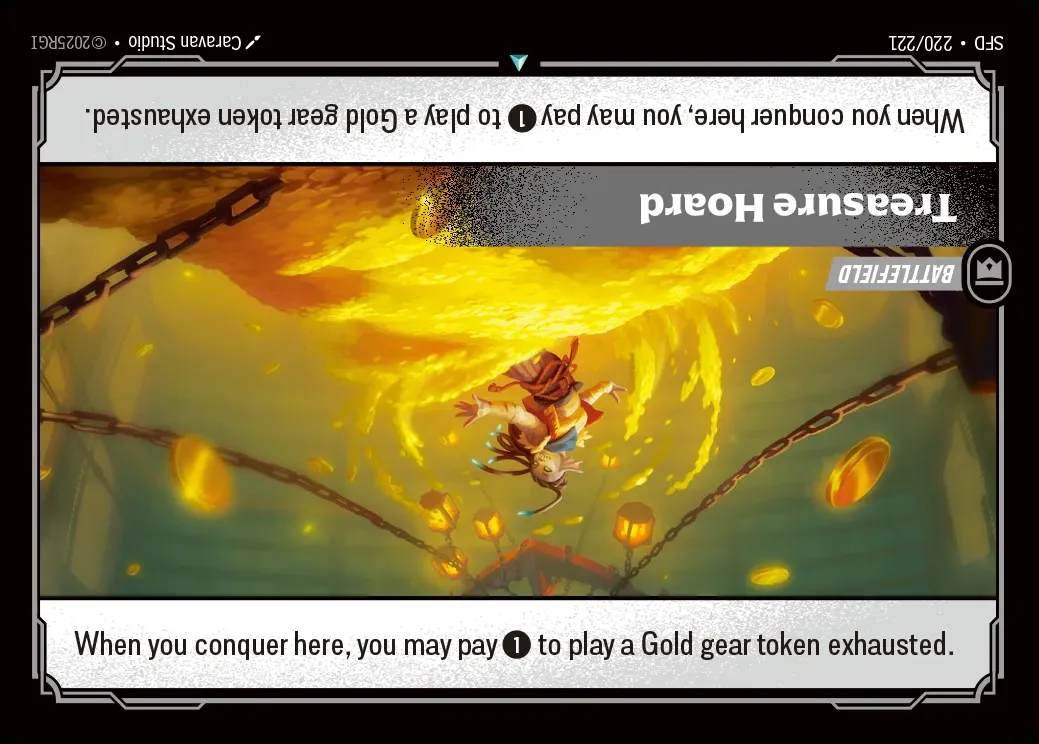 SFD • 220/221
Caravan Studio • ©2025RGI
When you conquer here, you may pay 1 to play a Gold gear token exhausted.
Treasure Hoard
BATTLEFIELD
When you conquer here, you may pay 1 to play a Gold gear token exhausted.